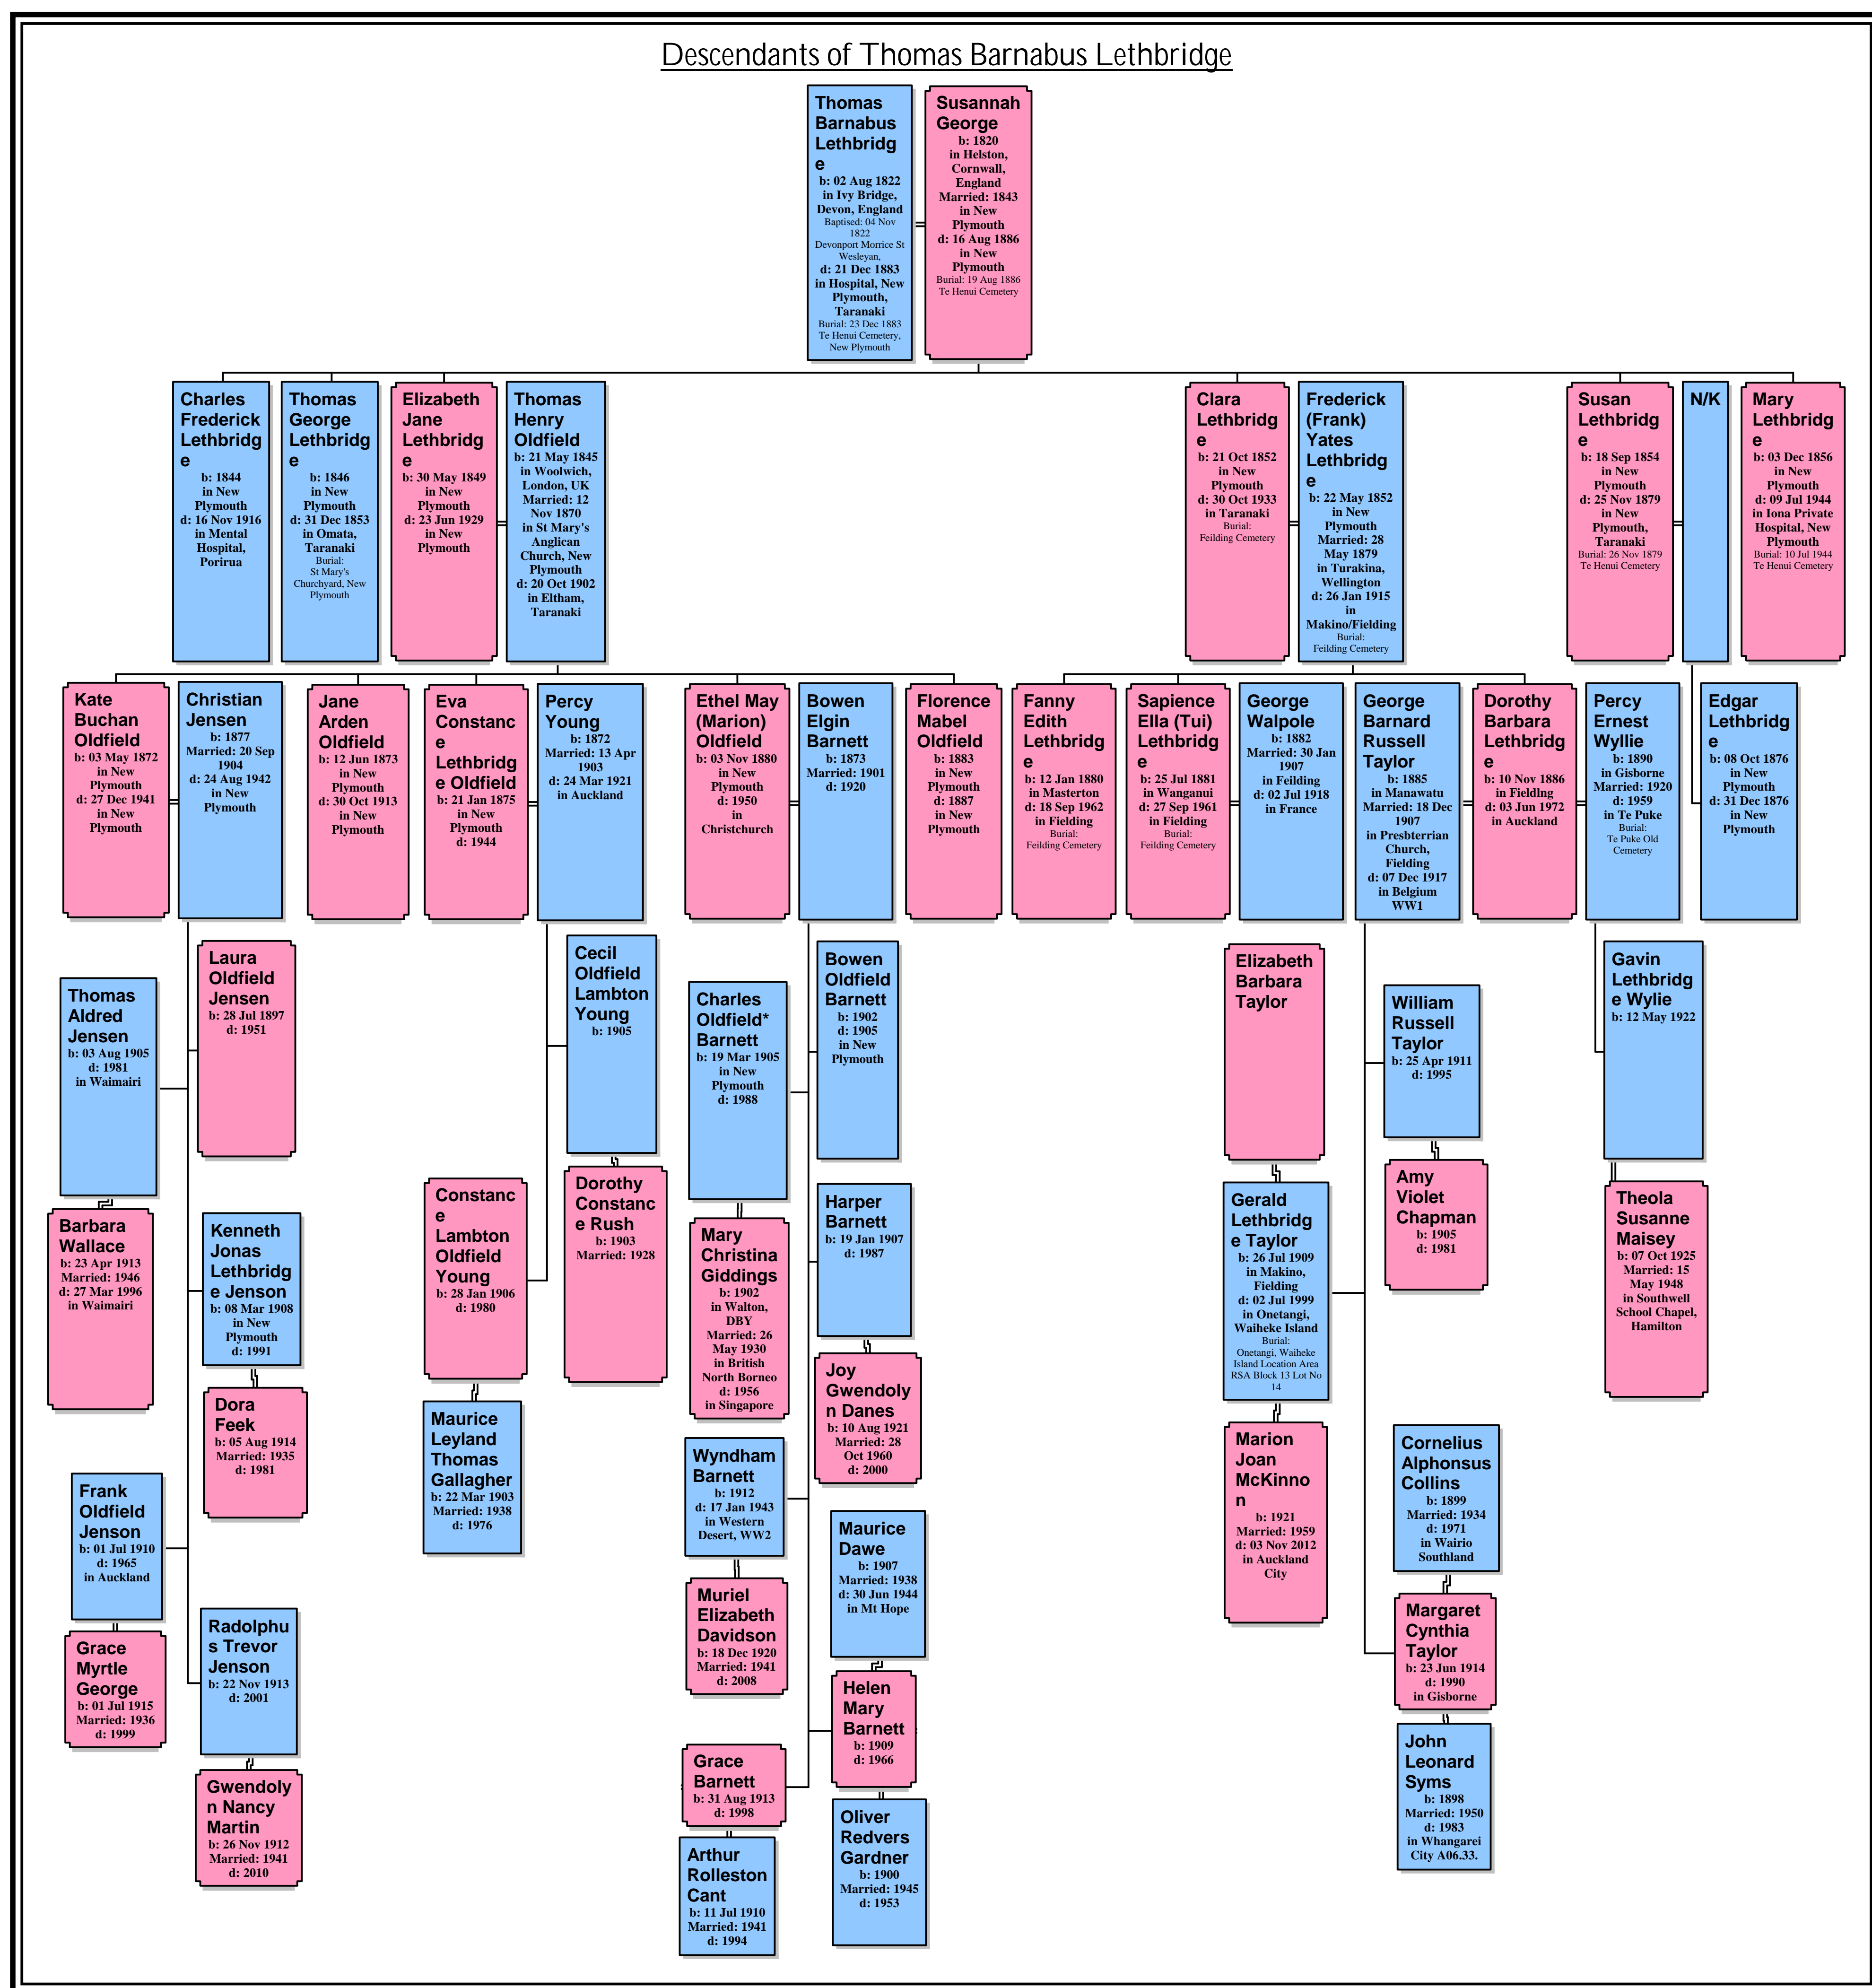 Descendants of Thomas Barnabus Lethbridge
Thomas
Barnabus
Lethbridg
e
b: 02 Aug 1822
in Ivy Bridge,
Devon, England
Baptised: 04 Nov
1822
Devonport Morrice St
Wesleyan,
d: 21 Dec 1883
in Hospital, New
Plymouth,
Taranaki
Burial: 23 Dec 1883
Te Henui Cemetery,
New Plymouth
Susannah
George
b: 1820
in Helston,
Cornwall,
England
Married: 1843
in New
Plymouth
d: 16 Aug 1886
in New
Plymouth
Burial: 19 Aug 1886
Te Henui Cemetery
Charles
Frederick
Lethbridg
e
b: 1844
in New
Plymouth
d: 16 Nov 1916
in Mental
Hospital,
Porirua
Thomas
George
Lethbridg
e
b: 1846
in New
Plymouth
d: 31 Dec 1853
in Omata,
Taranaki
Burial:
St Mary's
Churchyard, New
Plymouth
Elizabeth
Jane
Lethbridg
e
b: 30 May 1849
in New
Plymouth
d: 23 Jun 1929
in New
Plymouth
Thomas
Henry
Oldfield
b: 21 May 1845
in Woolwich,
London, UK
Married: 12
Nov 1870
in St Mary's
Anglican
Church, New
Plymouth
d: 20 Oct 1902
in Eltham,
Taranaki
Clara
Lethbridg
e
b: 21 Oct 1852
in New
Plymouth
d: 30 Oct 1933
in Taranaki
Burial:
Feilding Cemetery
Frederick
(Frank)
Yates
Lethbridg
e
b: 22 May 1852
in New
Plymouth
Married: 28
May 1879
in Turakina,
Wellington
d: 26 Jan 1915
in
Makino/Fielding
Burial:
Feilding Cemetery
Susan
Lethbridg
e
b: 18 Sep 1854
in New
Plymouth
d: 25 Nov 1879
in New
Plymouth,
Taranaki
Burial: 26 Nov 1879
Te Henui Cemetery
N/K
Mary
Lethbridg
e
b: 03 Dec 1856
in New
Plymouth
d: 09 Jul 1944
in Iona Private
Hospital, New
Plymouth
Burial: 10 Jul 1944
Te Henui Cemetery
Kate
Buchan
Oldfield
b: 03 May 1872
in New
Plymouth
d: 27 Dec 1941
in New
Plymouth
Christian
Jensen
b: 1877
Married: 20 Sep
1904
d: 24 Aug 1942
in New
Plymouth
Jane
Arden
Oldfield
b: 12 Jun 1873
in New
Plymouth
d: 30 Oct 1913
in New
Plymouth
Eva
Constanc
e
Lethbridg
e Oldfield
b: 21 Jan 1875
in New
Plymouth
d: 1944
Percy
Young
b: 1872
Married: 13 Apr
1903
d: 24 Mar 1921
in Auckland
Ethel May
(Marion)
Oldfield
b: 03 Nov 1880
in New
Plymouth
d: 1950
in
Christchurch
Bowen
Elgin
Barnett
b: 1873
Married: 1901
d: 1920
Florence
Mabel
Oldfield
b: 1883
in New
Plymouth
d: 1887
in New
Plymouth
Fanny
Edith
Lethbridg
e
b: 12 Jan 1880
in Masterton
d: 18 Sep 1962
in Fielding
Burial:
Feilding Cemetery
Sapience
Ella (Tui)
Lethbridg
e
b: 25 Jul 1881
in Wanganui
d: 27 Sep 1961
in Fielding
Burial:
Feilding Cemetery
George
Walpole
b: 1882
Married: 30 Jan
1907
in Feilding
d: 02 Jul 1918
in France
George
Barnard
Russell
Taylor
b: 1885
in Manawatu
Married: 18 Dec
1907
in Presbterrian
Church,
Fielding
d: 07 Dec 1917
in Belgium
WW1
Dorothy
Barbara
Lethbridg
e
b: 10 Nov 1886
in Fieldlng
d: 03 Jun 1972
in Auckland
Percy
Ernest
Wyllie
b: 1890
in Gisborne
Married: 1920
d: 1959
in Te Puke
Burial:
Te Puke Old
Cemetery
Edgar
Lethbridg
e
b: 08 Oct 1876
in New
Plymouth
d: 31 Dec 1876
in New
Plymouth
Thomas
Aldred
Jensen
b: 03 Aug 1905
d: 1981
in Waimairi
Laura
Oldfield
Jensen
b: 28 Jul 1897
d: 1951
Barbara
Wallace
b: 23 Apr 1913
Married: 1946
d: 27 Mar 1996
in Waimairi
Kenneth
Jonas
Lethbridg
e Jenson
b: 08 Mar 1908
in New
Plymouth
d: 1991
Dora
Feek
b: 05 Aug 1914
Married: 1935
d: 1981
Frank
Oldfield
Jenson
b: 01 Jul 1910
d: 1965
in Auckland
Grace
Myrtle
George
b: 01 Jul 1915
Married: 1936
d: 1999
Radolphu
s Trevor
Jenson
b: 22 Nov 1913
d: 2001
Gwendoly
n Nancy
Martin
b: 26 Nov 1912
Married: 1941
d: 2010
Cecil
Oldfield
Lambton
Young
b: 1905
Dorothy
Constanc
e Rush
b: 1903
Married: 1928
Constanc
e
Lambton
Oldfield
Young
b: 28 Jan 1906
d: 1980
Maurice
Leyland
Thomas
Gallagher
b: 22 Mar 1903
Married: 1938
d: 1976
Charles
Oldfield*
Barnett
b: 19 Mar 1905
in New
Plymouth
d: 1988
Bowen
Oldfield
Barnett
b: 1902
d: 1905
in New
Plymouth
Mary
Christina
Giddings
b: 1902
in Walton,
DBY
Married: 26
May 1930
in British
North Borneo
d: 1956
in Singapore
Harper
Barnett
b: 19 Jan 1907
d: 1987
Joy
Gwendoly
n Danes
b: 10 Aug 1921
Married: 28
Oct 1960
d: 2000
Wyndham
Barnett
b: 1912
d: 17 Jan 1943
in Western
Desert, WW2
Muriel
Elizabeth
Davidson
b: 18 Dec 1920
Married: 1941
d: 2008
Maurice
Dawe
b: 1907
Married: 1938
d: 30 Jun 1944
in Mt Hope
Helen
Mary
Barnett
b: 1909
d: 1966
Grace
Barnett
b: 31 Aug 1913
d: 1998
Oliver
Redvers
Gardner
b: 1900
Married: 1945
d: 1953
Arthur
Rolleston
Cant
b: 11 Jul 1910
Married: 1941
d: 1994
Elizabeth
Barbara
Taylor
William
Russell
Taylor
b: 25 Apr 1911
d: 1995
Amy
Violet
Chapman
b: 1905
d: 1981
Gerald
Lethbridg
e Taylor
b: 26 Jul 1909
in Makino,
Fielding
d: 02 Jul 1999
in Onetangi,
Waiheke Island
Burial:
Onetangi, Waiheke
Island Location Area
RSA Block 13 Lot No
14
Marion
Joan
McKinno
n
b: 1921
Married: 1959
d: 03 Nov 2012
in Auckland
City
Cornelius
Alphonsus
Collins
b: 1899
Married: 1934
d: 1971
in Wairio
Southland
Margaret
Cynthia
Taylor
b: 23 Jun 1914
d: 1990
in Gisborne
John
Leonard
Syms
b: 1898
Married: 1950
d: 1983
in Whangarei
City A06.33.
Gavin
Lethbridg
e Wylie
b: 12 May 1922
Theola
Susanne
Maisey
b: 07 Oct 1925
Married: 15
May 1948
in Southwell
School Chapel,
Hamilton